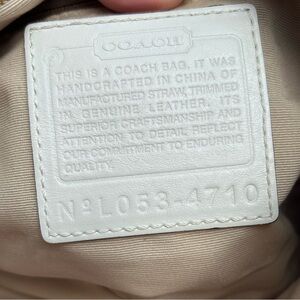 COACH
THIS IS A COACH BAG. IT WAS
HANDCRAFTED IN CHINA OF
MANUFACTURED STRAW, TRIMMED
IN GENUINE LEATHER. ITS
SUPERIOR CRAFTSMANSHIP AND
ATTENTION TO DETAIL REFLECT
OUR COMMITMENT TO ENDURING
QUALITY.
Nº L053-4710